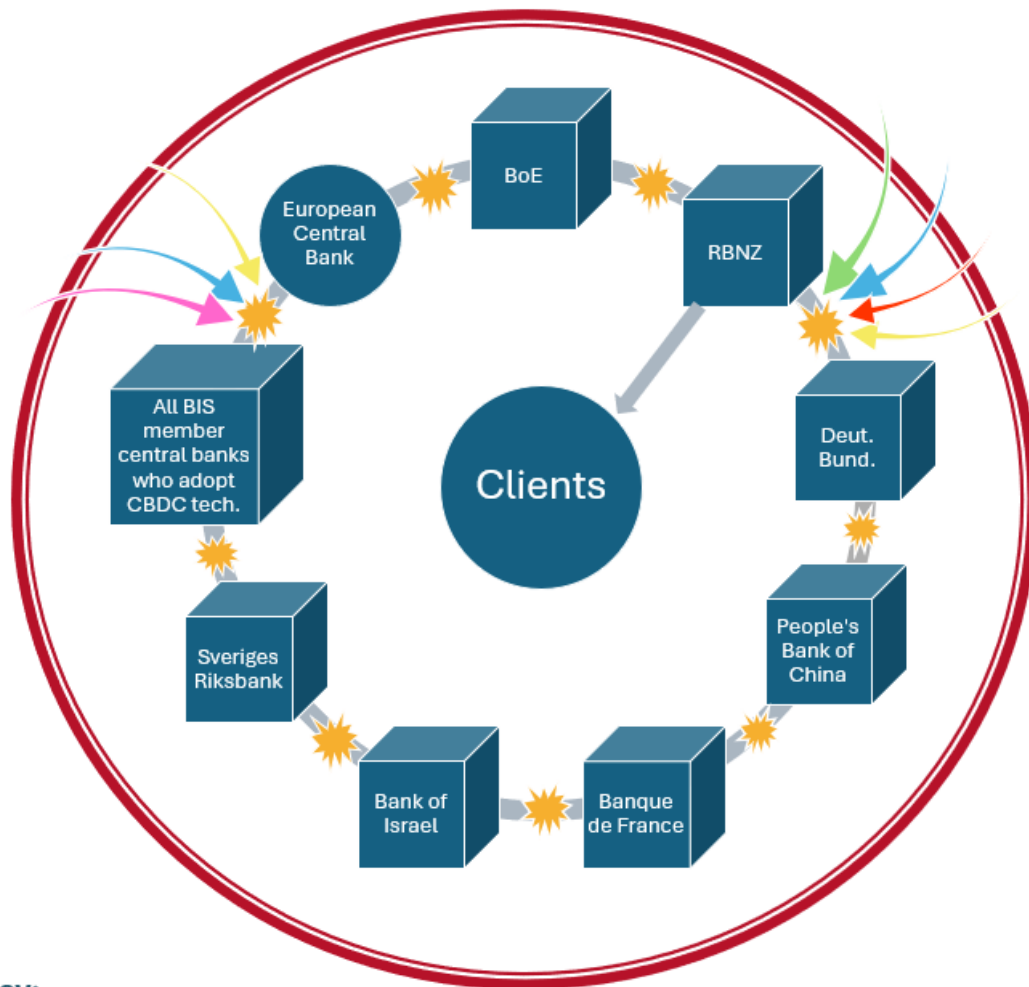 BoE
European
Central
Bank
RBNZ
Clients
All BIS
member
central banks
who adopt
CBDC tech.
Deut.
Bund.
People's
Bank of
China
Sveriges
Riksbank
Bank of
Israel
Banque
de France